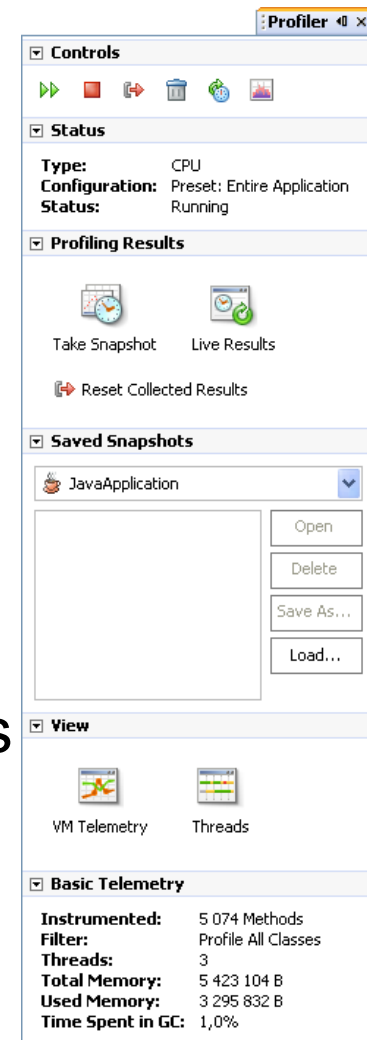 Profiler
Controls
Status
Type: CPU
Configuration: Preset: Entire Application
Status: Running
Profiling Results
Take Snapshot Live Results
Reset Collected Results
Saved Snapshots
JavaApplication
Open
Delete
Save As...
Load...
s
View
VM Telemetry Threads
Basic Telemetry
Instrumented: 5 074 Methods
Filter: Profile All Classes
Threads: 3
Total Memory: 5 423 104 B
Used Memory: 3 295 832 B
Time Spent in GC: 1,0%